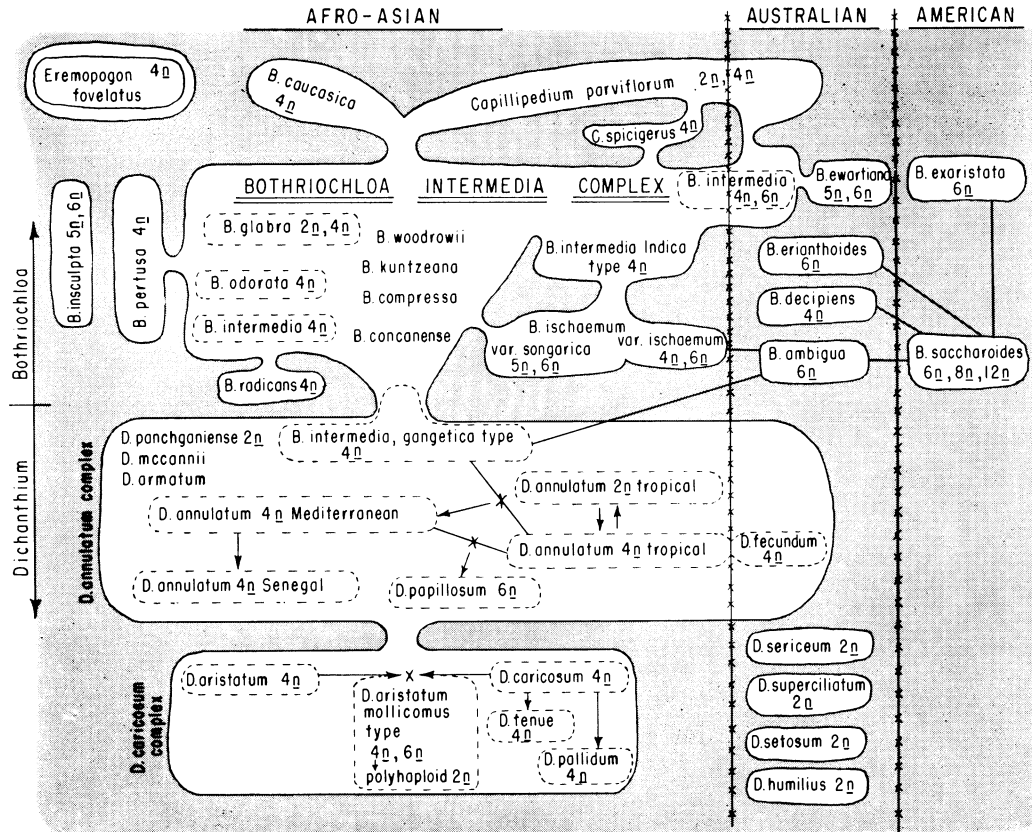 AFRO-ASIAN
AUSTRALIAN
AMERICAN
Eremopogon 4n
fovelatus
B. caucasica
4n
Capillipedium parviflorum 2n, 4n
C. spicigerus 4n
BOTHRIOCHLOA INTERMEDIA COMPLEX
B. intermedia
4n, 6n
B. ewartiana
5n, 6n
B. exaristata
6n
B. insculpta 5n, 6n
B. pertusa 4n
B. glabra 2n, 4n
B. odorata 4n
B. intermedia 4n
B. radicans 4n
B. woodrowii
B. kuntzeana
B. compressa
B. concanense
B. intermedia Indica
type 4n
B. ischaemum
var. songarica
5n, 6n
var. ischaemum
4n, 6n
B. erianthoides
6n
B. decipiens
4n
B. ambigua
6n
B. saccharoides
6n, 8n, 12n
Bothriochloa
Dichanthium
D. annulatum complex
D. panchganiense 2n
D. mccannii
D. armatum
B. intermedia, gangetica type
4n
D. annulatum 2n tropical
D. annulatum 4n Mediterranean
D. annulatum 4n tropical
D. fecundum
4n
D. annulatum 4n Senegal
D. papillosum 6n
D. caricosum
complex
D. aristatum 4n
x
D. caricosum 4n
D. aristatum
mollicomus
type
4n, 6n
polyhaploid 2n
D. tenue
4n
D. pallidum
4n
D. sericeum 2n
D. superciliatum
2n
D. setosum 2n
D. humilius 2n